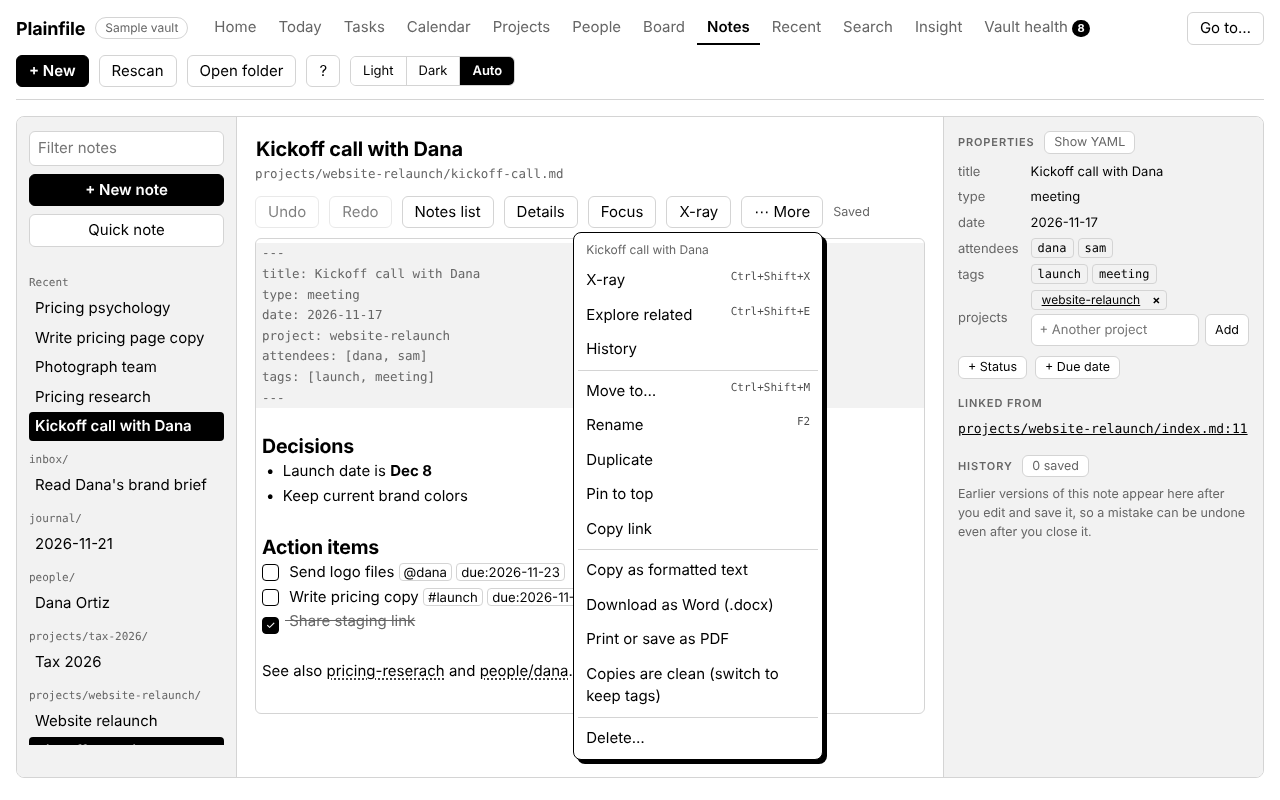 Plainfile Sample vault Home Today Tasks Calendar Projects People Board Notes Recent Search Insight Vault health 8 Go to...
+ New Rescan Open folder ? Light Dark Auto
Filter notes
+ New note
Quick note
Recent
Pricing psychology
Write pricing page copy
Photograph team
Pricing research
Kickoff call with Dana
inbox/
Read Dana's brand brief
journal/
2026-11-21
people/
Dana Ortiz
projects/tax-2026/
Tax 2026
projects/website-relaunch/
Website relaunch
Kickoff call with Dana
projects/website-relaunch/kickoff-call.md
Undo Redo Notes list Details Focus X-ray ··· More Saved
---
title: Kickoff call with Dana
type: meeting
date: 2026-11-17
project: website-relaunch
attendees: [dana, sam]
tags: [launch, meeting]
---
Decisions
• Launch date is Dec 8
• Keep current brand colors
Action items
Send logo files @dana due:2026-11-23
Write pricing copy #launch due:2026-11-
Share staging link
See also pricing-reserach and people/dana.
Kickoff call with Dana
X-ray Ctrl+Shift+X
Explore related Ctrl+Shift+E
History
Move to... Ctrl+Shift+M
Rename F2
Duplicate
Pin to top
Copy link
Copy as formatted text
Download as Word (.docx)
Print or save as PDF
Copies are clean (switch to
keep tags)
Delete...
PROPERTIES Show YAML
title Kickoff call with Dana
type meeting
date 2026-11-17
attendees dana sam
tags launch meeting
projects website-relaunch ×
+ Another project Add
+ Status + Due date
LINKED FROM
projects/website-relaunch/index.md:11
HISTORY 0 saved
Earlier versions of this note appear here after
you edit and save it, so a mistake can be undone
even after you close it.